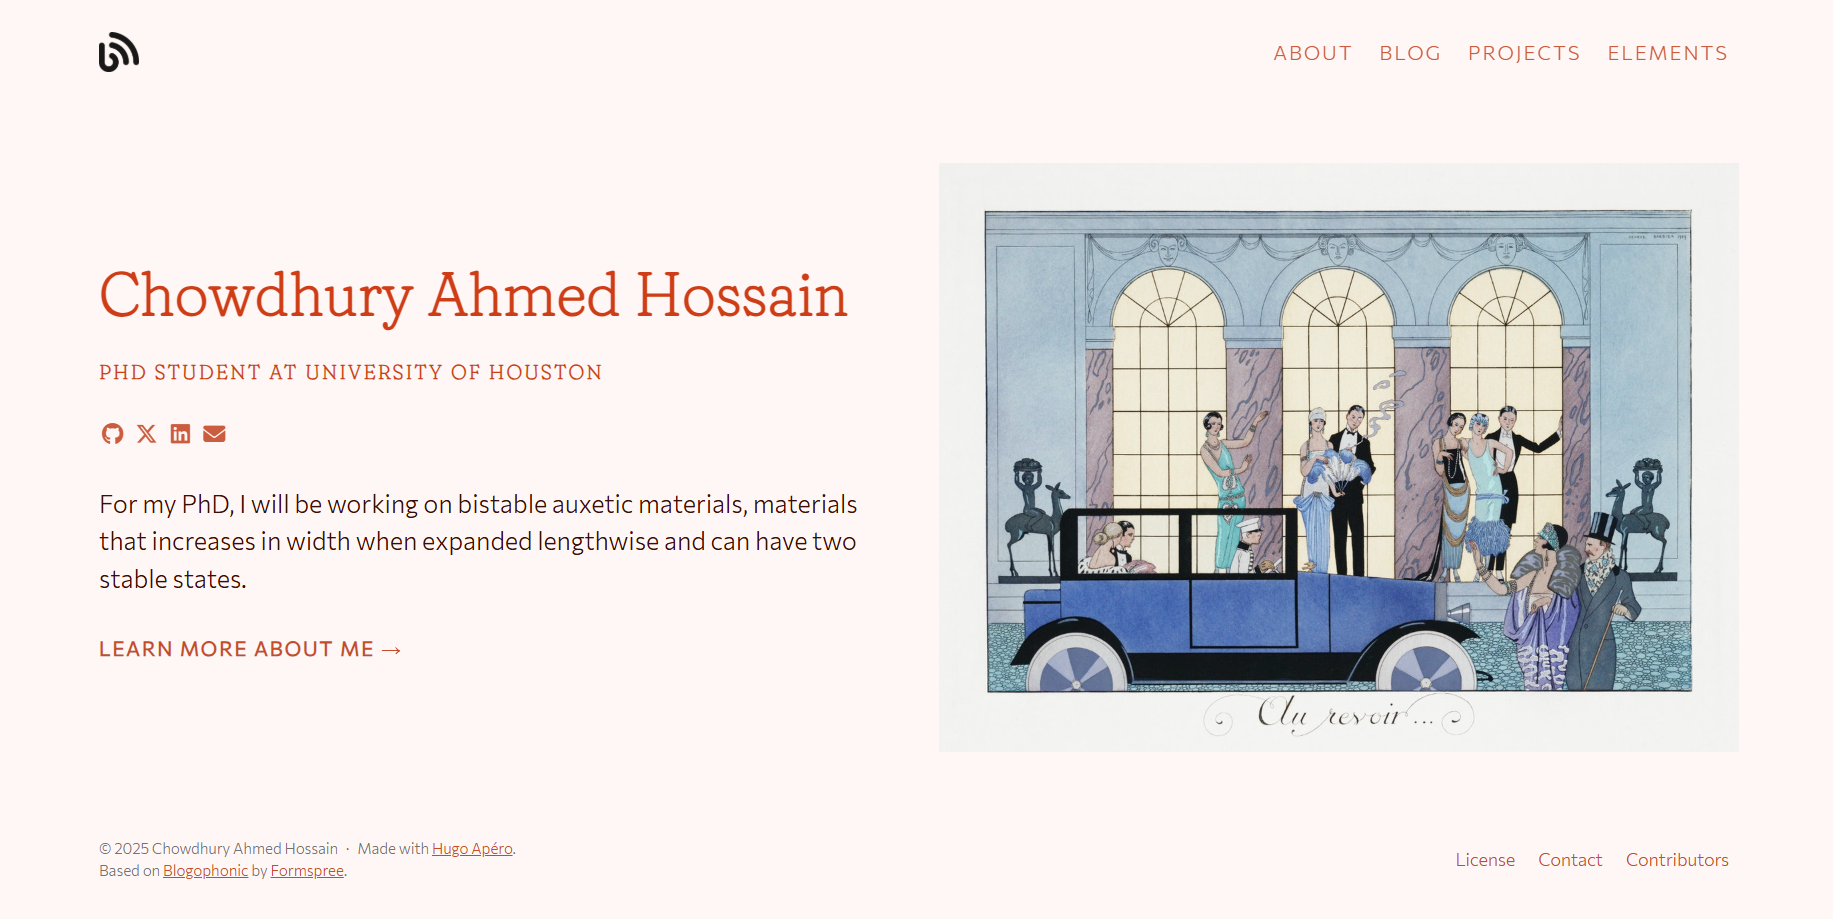 ABOUT BLOG PROJECTS ELEMENTS
Chowdhury Ahmed Hossain
PHD STUDENT AT UNIVERSITY OF HOUSTON
For my PhD, I will be working on bistable auxetic materials, materials
that increases in width when expanded lengthwise and can have two
stable states.
LEARN MORE ABOUT ME →
Au revoir...
© 2025 Chowdhury Ahmed Hossain · Made with Hugo Apéro.
Based on Blogophonic by Formspree.
License Contact Contributors